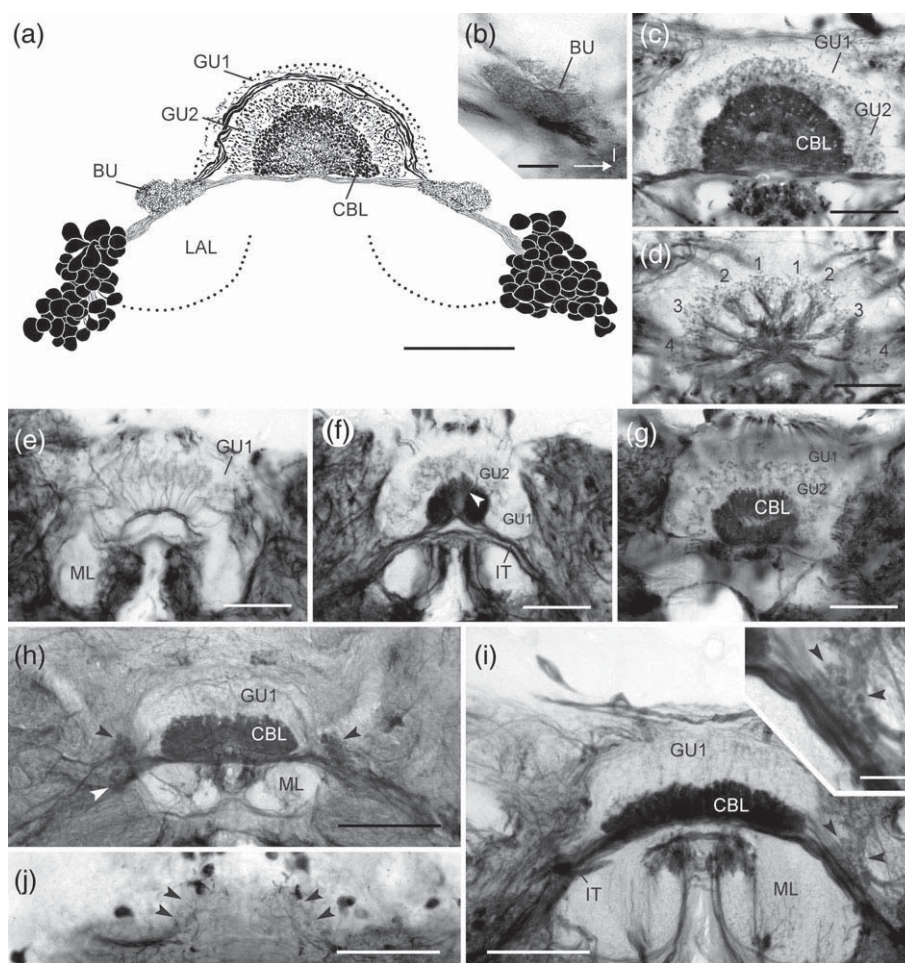 (a)
GU1
GU2
BU
CBL
LAL
(b)
BU
l
(c)
GU1
GU2
CBL
(d)
1 1
2 2
3 3
4 4
(e)
GU1
ML
(f)
GU2
GU1
IT
(g)
GU1
GU2
CBL
(h)
GU1
CBL
ML
(i)
GU1
CBL
IT
ML
(j)